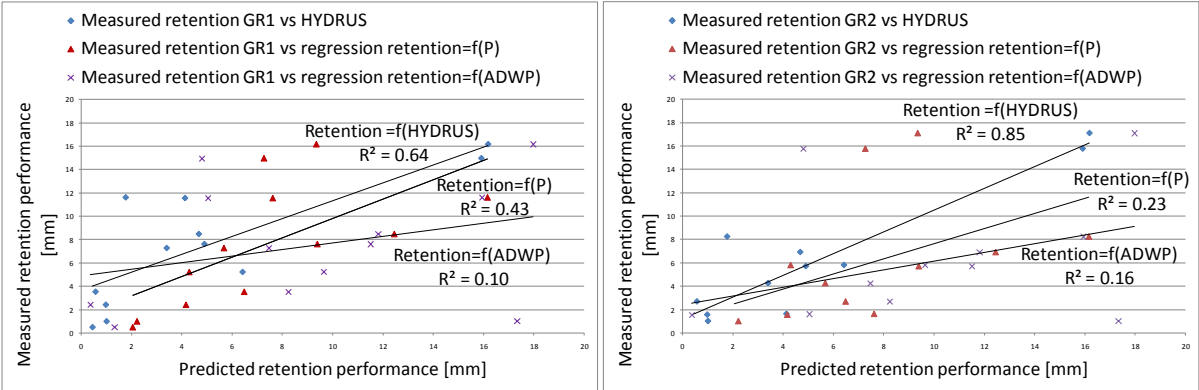 Measured retention GR1 vs HYDRUS
Measured retention GR1 vs regression retention=f(P)
Measured retention GR1 vs regression retention=f(ADWP)
Measured retention performance
[mm]
20
18
16
14
12
10
8
6
4
2
0
Retention =f(HYDRUS)
R² = 0.64
Retention=f(P)
R² = 0.43
Retention=f(ADWP)
R² = 0.10
0 2 4 6 8 10 12 14 16 18 20
Predicted retention performance [mm]
Measured retention GR2 vs HYDRUS
Measured retention GR2 vs regression retention=f(P)
Measured retention GR2 vs regression retention=f(ADWP)
Measured retention performance
[mm]
20
18
16
14
12
10
8
6
4
2
0
Retention =f(HYDRUS)
R² = 0.85
Retention=f(P)
R² = 0.23
Retention=f(ADWP)
R² = 0.16
0 2 4 6 8 10 12 14 16 18 20
Predicted retention performance [mm]